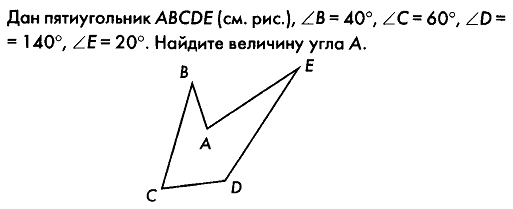 Дан пятиугольник ABCDE (см. рис.), ∠B = 40°, ∠C = 60°, ∠D =
= 140°, ∠E = 20°. Найдите величину угла A.
B
E
A
C
D